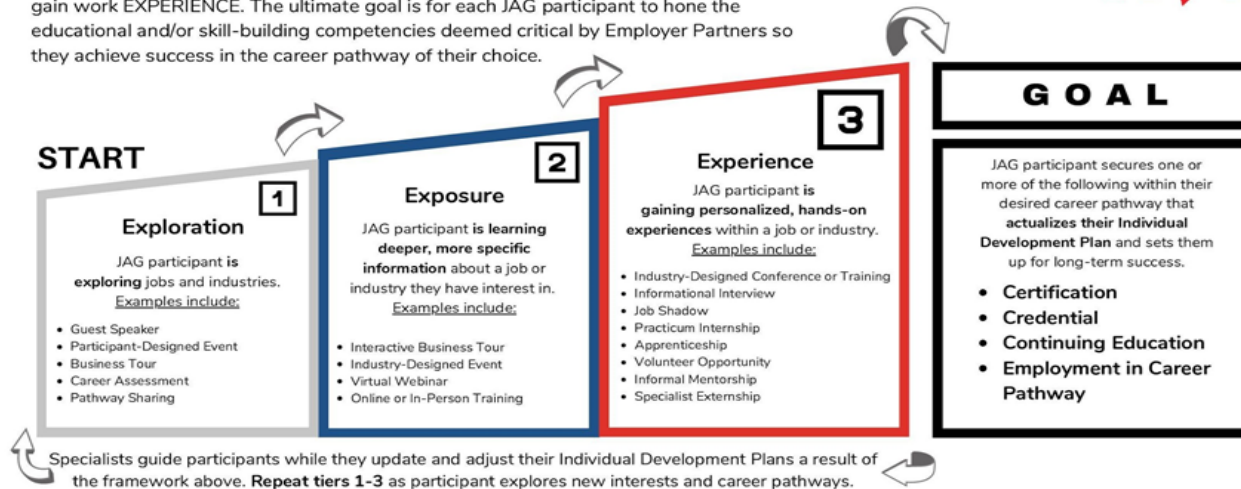 gain work EXPERIENCE. The ultimate goal is for each JAG participant to hone the
educational and/or skill-building competencies deemed critical by Employer Partners so
they achieve success in the career pathway of their choice.
START
1
Exploration
JAG participant is
exploring jobs and industries.
Examples include:
• Guest Speaker
• Participant-Designed Event
• Business Tour
• Career Assessment
• Pathway Sharing
2
Exposure
JAG participant is learning
deeper, more specific
information about a job or
industry they have interest in.
Examples include:
• Interactive Business Tour
• Industry-Designed Event
• Virtual Webinar
• Online or In-Person Training
3
Experience
JAG participant is
gaining personalized, hands-on
experiences within a job or industry.
Examples include:
• Industry-Designed Conference or Training
• Informational Interview
• Job Shadow
• Practicum Internship
• Apprenticeship
• Volunteer Opportunity
• Informal Mentorship
• Specialist Externship
GOAL
JAG participant secures one or
more of the following within their
desired career pathway that
actualizes their Individual
Development Plan and sets them
up for long-term success.
• Certification
• Credential
• Continuing Education
• Employment in Career
Pathway
Specialists guide participants while they update and adjust their Individual Development Plans a result of
the framework above. Repeat tiers 1-3 as participant explores new interests and career pathways.